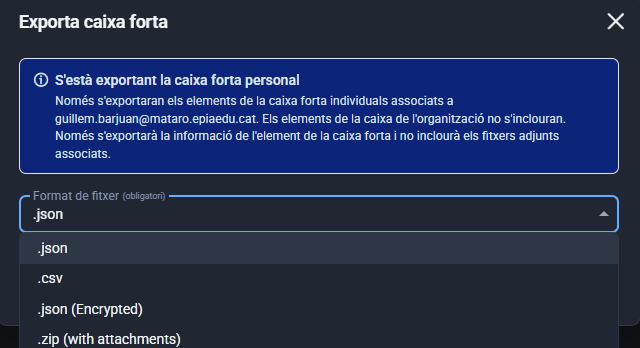 Exporta caixa forta
S'està exportant la caixa forta personal
Només s'exportaran els elements de la caixa forta individuals associats a
guillem.barjuan@mataro.epiaedu.cat. Els elements de la caixa de l'organització no s'inclouran.
Només s'exportarà la informació de l'element de la caixa forta i no inclourà els fitxers adjunts
associats.
Format de fitxer (obligatori)
.json
.json
.csv
.json (Encrypted)
.zip (with attachments)